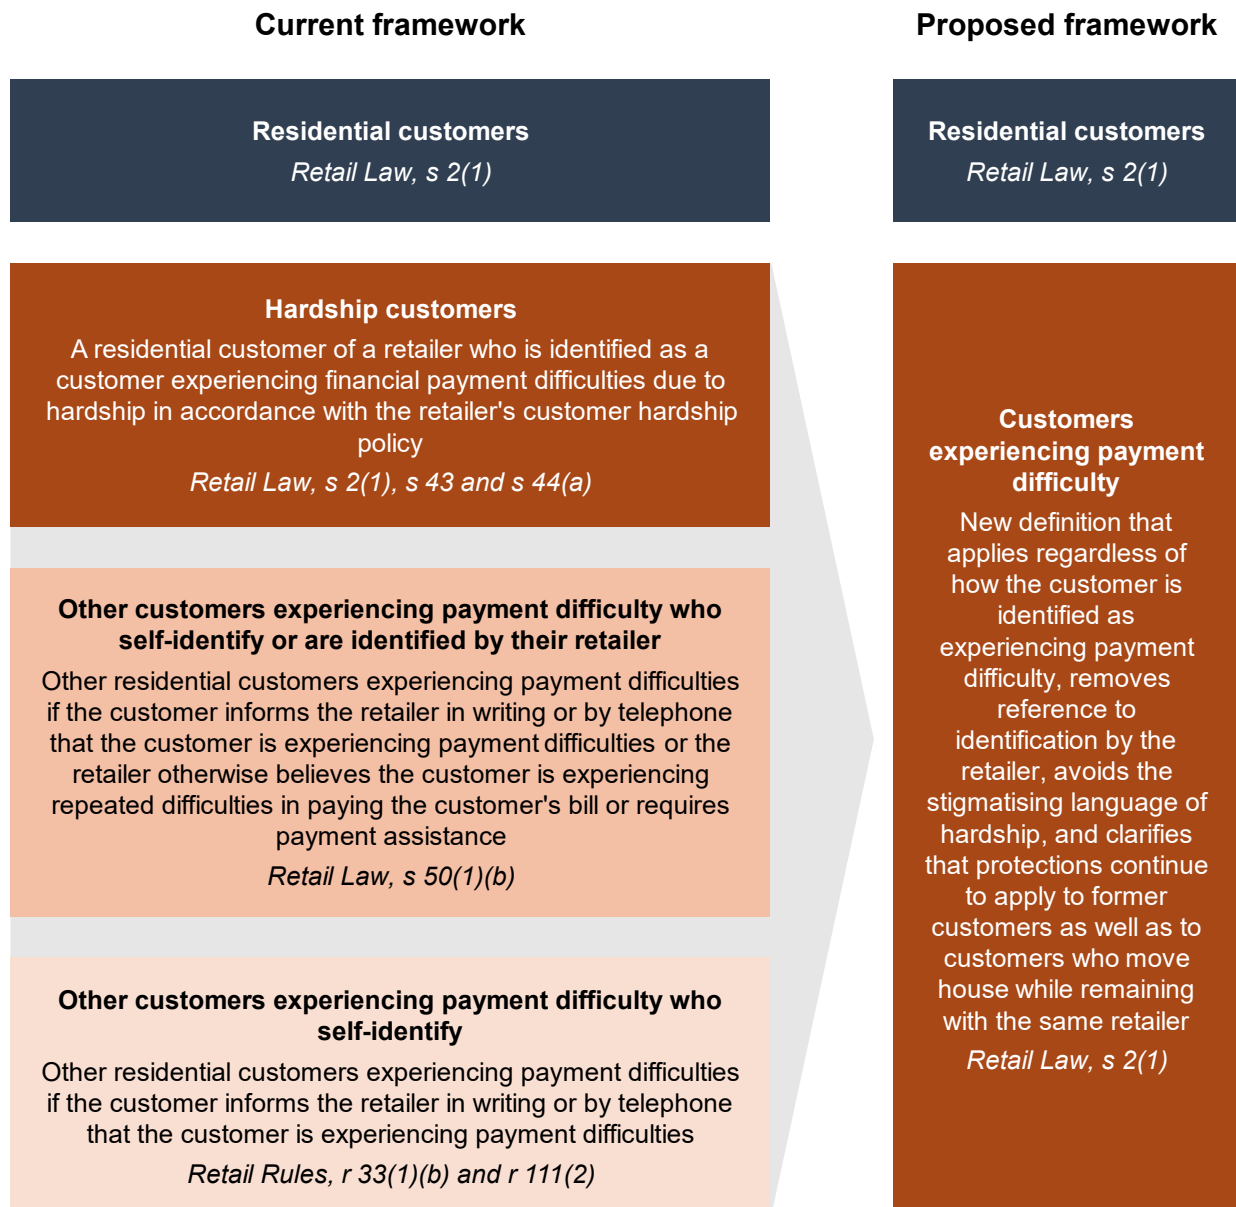 Current framework
Proposed framework
Residential customers
Retail Law, s 2(1)
Residential customers
Retail Law, s 2(1)
Hardship customers
A residential customer of a retailer who is identified as a
customer experiencing financial payment difficulties due to
hardship in accordance with the retailer's customer hardship
policy
Retail Law, s 2(1), s 43 and s 44(a)
Other customers experiencing payment difficulty who
self-identify or are identified by their retailer
Other residential customers experiencing payment difficulties
if the customer informs the retailer in writing or by telephone
that the customer is experiencing payment difficulties or the
retailer otherwise believes the customer is experiencing
repeated difficulties in paying the customer's bill or requires
payment assistance
Retail Law, s 50(1)(b)
Other customers experiencing payment difficulty who
self-identify
Other residential customers experiencing payment difficulties
if the customer informs the retailer in writing or by telephone
that the customer is experiencing payment difficulties
Retail Rules, r 33(1)(b) and r 111(2)
Customers
experiencing payment
difficulty
New definition that
applies regardless of
how the customer is
identified as
experiencing payment
difficulty, removes
reference to
identification by the
retailer, avoids the
stigmatising language of
hardship, and clarifies
that protections continue
to apply to former
customers as well as to
customers who move
house while remaining
with the same retailer
Retail Law, s 2(1)